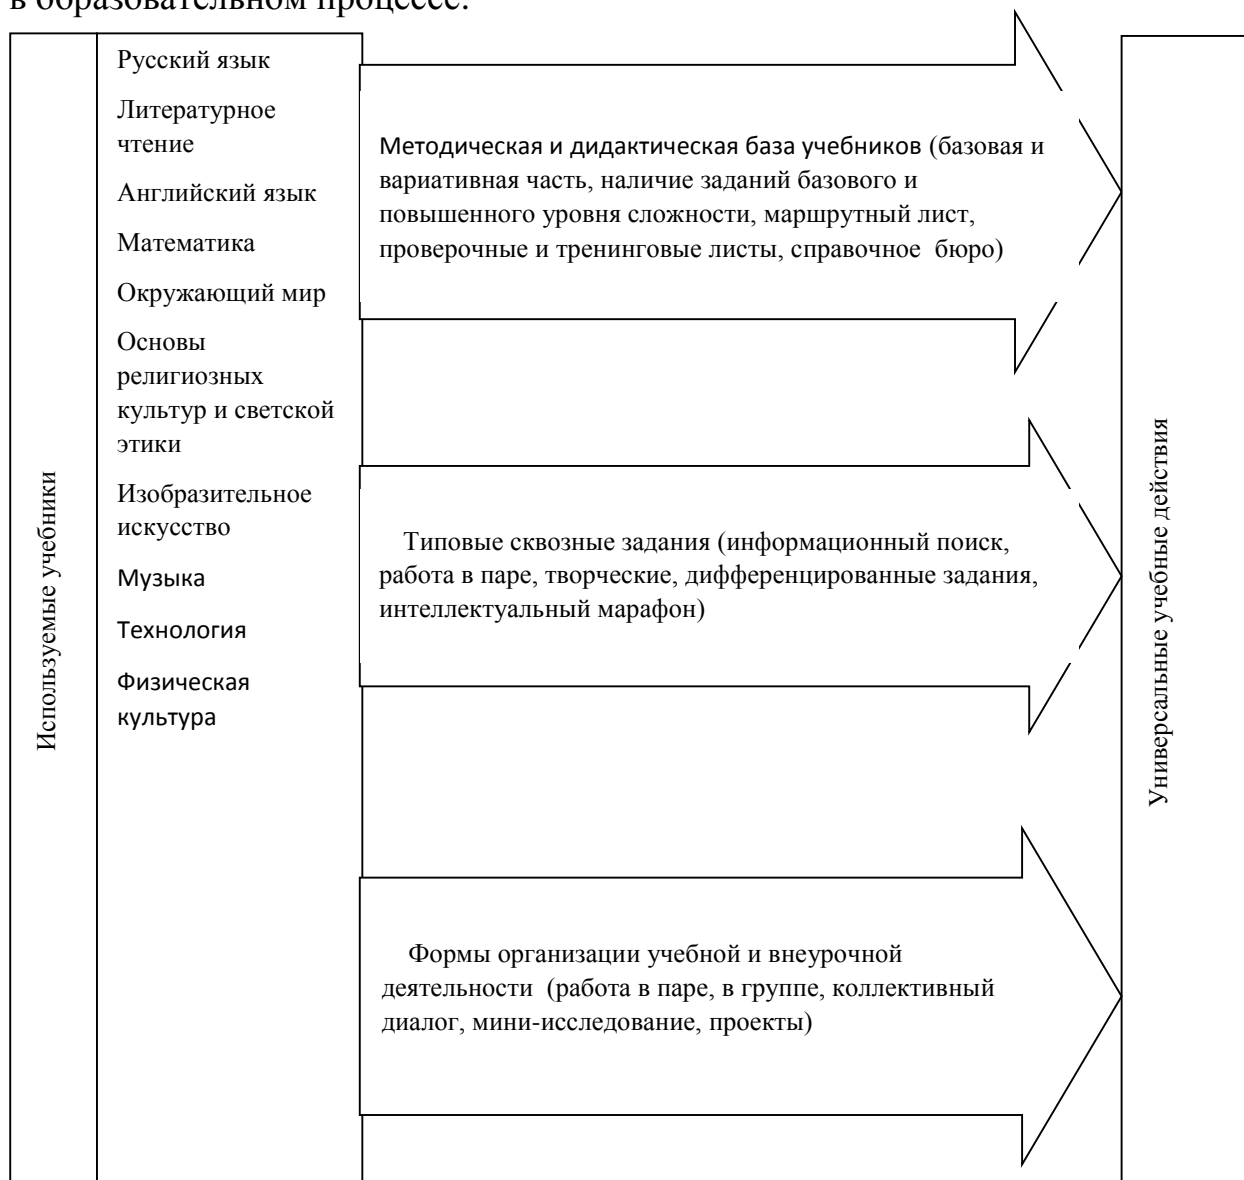 в образовательном процессе.
Используемые учебники
Русский язык
Литературное
чтение
Английский язык
Математика
Окружающий мир
Основы
религиозных
культур и светской
этики
Изобразительное
искусство
Музыка
Технология
Физическая
культура
Методическая и дидактическая база учебников (базовая и
вариативная часть, наличие заданий базового и
повышенного уровня сложности, маршрутный лист,
проверочные и тренинговые листы, справочное бюро)
Типовые сквозные задания (информационный поиск,
работа в паре, творческие, дифференцированные задания,
интеллектуальный марафон)
Формы организации учебной и внеурочной
деятельности (работа в паре, в группе, коллективный
диалог, мини-исследование, проекты)
Универсальные учебные действия